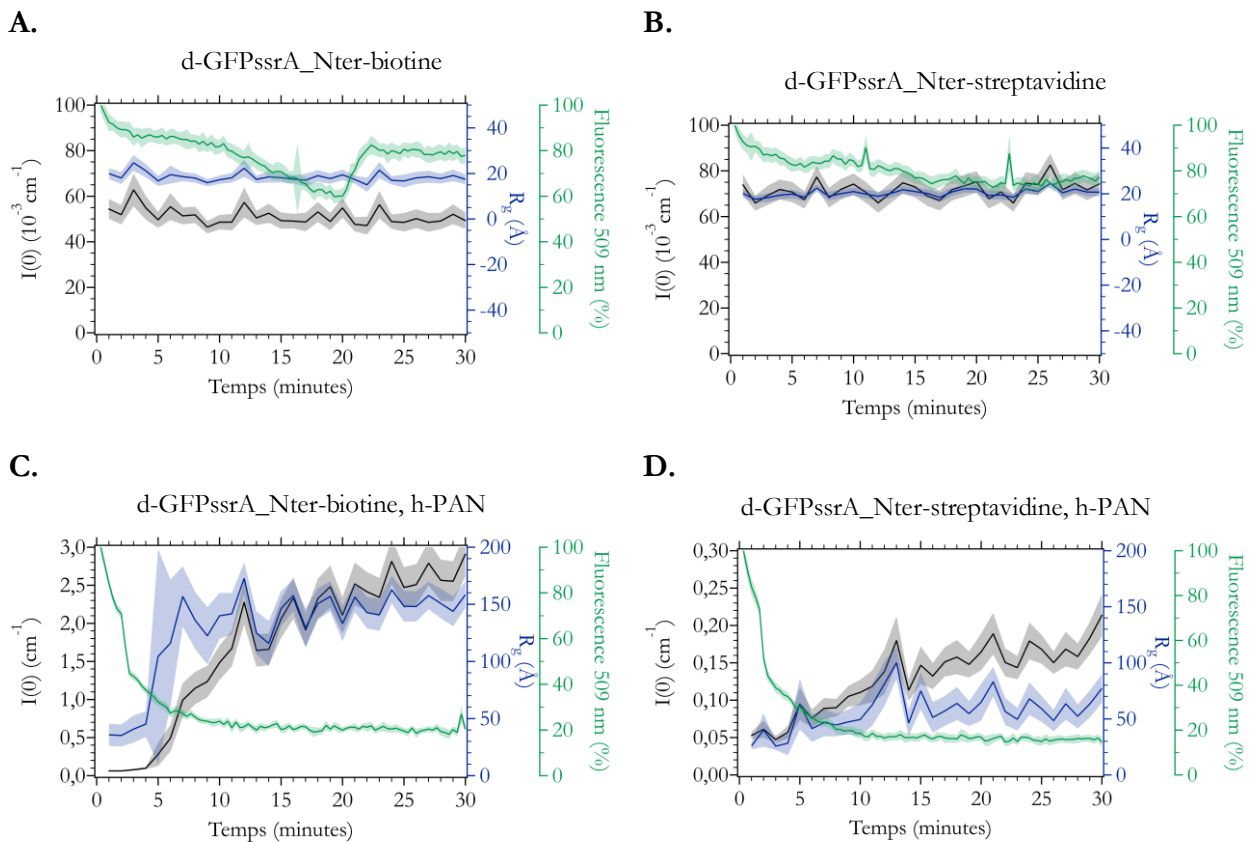 A.
d-GFPssrA_Nter-biotine
100
80
60
40
20
0
I(0) (10⁻³ cm⁻¹)
40
20
0
-20
-40
Rg (Å)
100
80
60
40
20
0
Fluorescence 509 nm (%)
0 5 10 15 20 25 30
Temps (minutes)
B.
d-GFPssrA_Nter-streptavidine
100
80
60
40
20
0
I(0) (10⁻³ cm⁻¹)
40
20
0
-20
-40
Rg (Å)
100
80
60
40
20
0
Fluorescence 509 nm (%)
0 5 10 15 20 25 30
Temps (minutes)
C.
d-GFPssrA_Nter-biotine, h-PAN
3,0
2,5
2,0
1,5
1,0
0,5
0,0
I(0) (cm⁻¹)
200
150
100
50
0
Rg (Å)
100
80
60
40
20
0
Fluorescence 509 nm (%)
0 5 10 15 20 25 30
Temps (minutes)
D.
d-GFPssrA_Nter-streptavidine, h-PAN
0,30
0,25
0,20
0,15
0,10
0,05
0,00
I(0) (cm⁻¹)
200
150
100
50
0
Rg (Å)
100
80
60
40
20
0
Fluorescence 509 nm (%)
0 5 10 15 20 25 30
Temps (minutes)